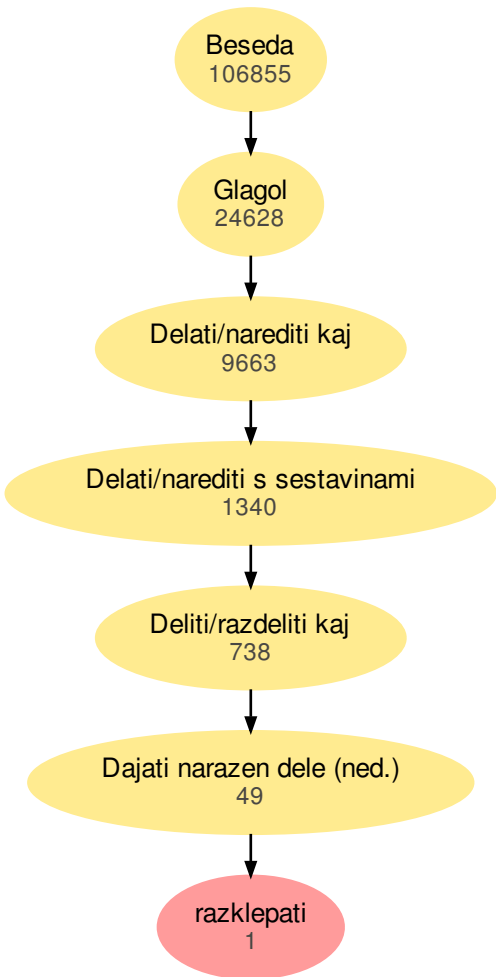 Beseda
106855
Glagol
24628
Delati/narediti kaj
9663
Delati/narediti s sestavinami
1340
Deliti/razdeliti kaj
738
Dajati narazen dele (ned.)
49
razklepati
1